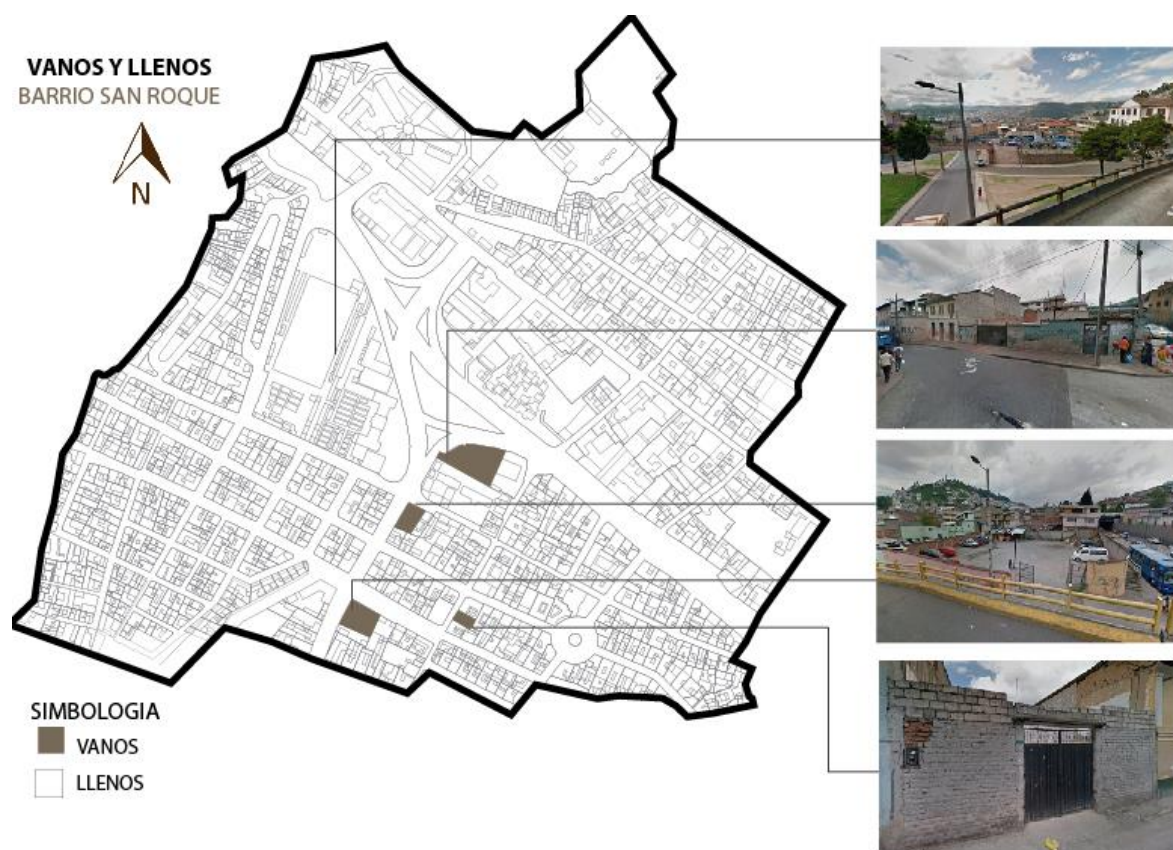 VANOS Y LLENOS
BARRIO SAN ROQUE
N
SIMBOLOGIA
VANOS
LLENOS